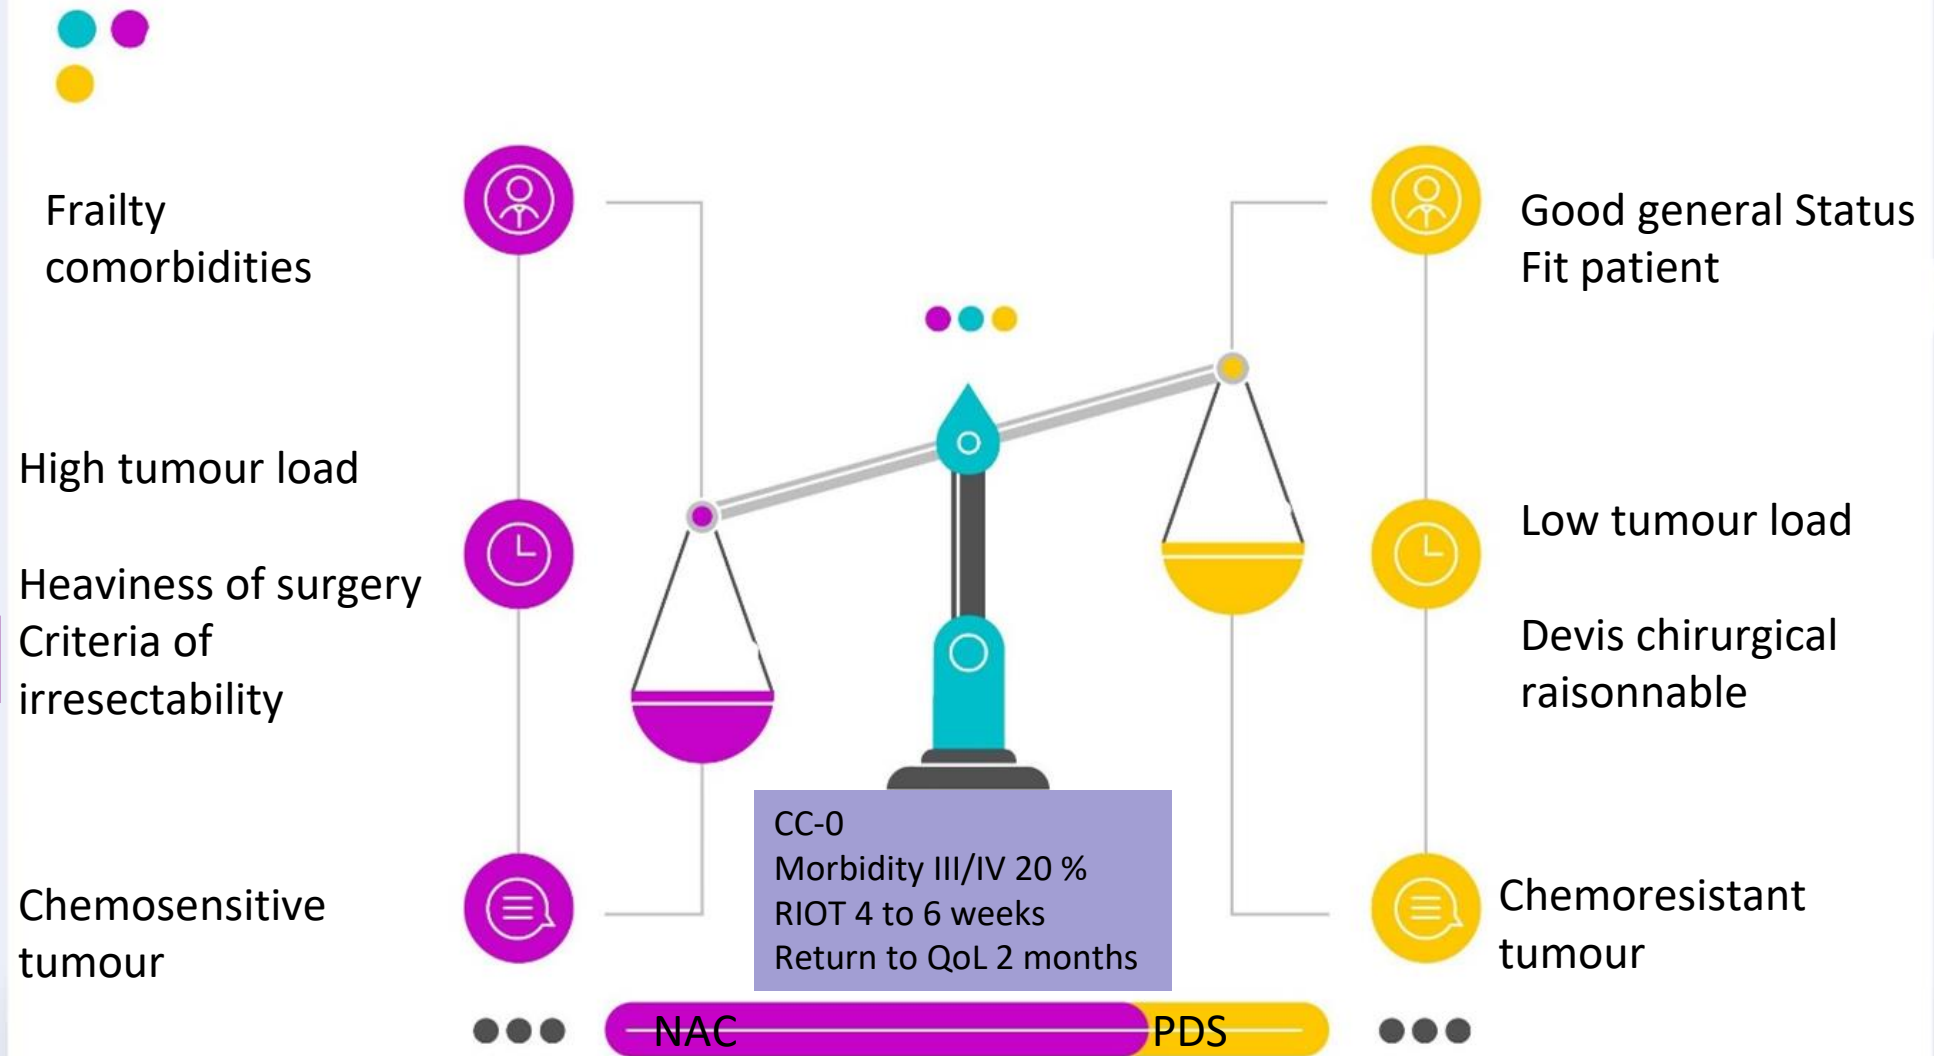 Frailty
comorbidities
High tumour load
Heaviness of surgery
Criteria of
irresectability
Chemosensitive
tumour
CC-0
Morbidity III/IV 20 %
RIOT 4 to 6 weeks
Return to QoL 2 months
NAC
PDS
Good general Status
Fit patient
Low tumour load
Devis chirurgical
raisonnable
Chemoresistant
tumour